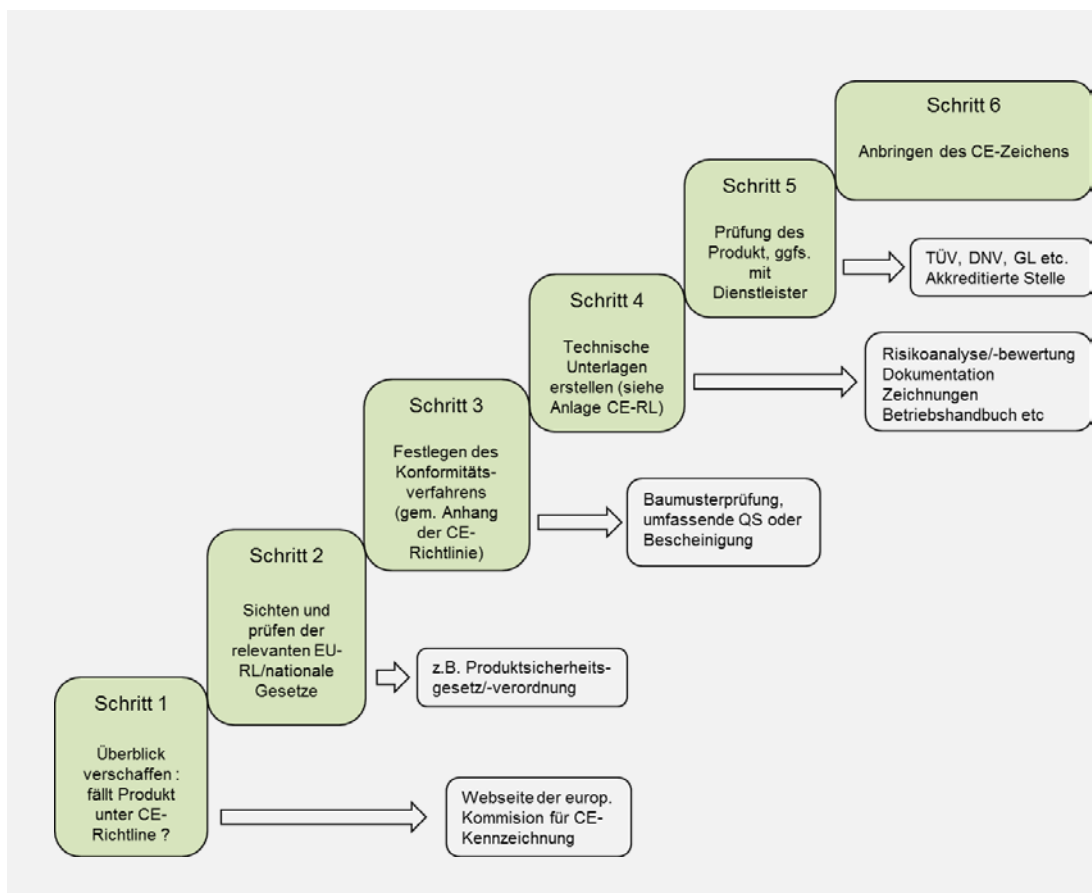 Schritt 6
Anbringen des CE-Zeichens
Schritt 5
Prüfung des
Produkt, ggfs.
mit
Dienstleister
TÜV, DNV, GL etc.
Akkreditierte Stelle
Schritt 4
Technische
Unterlagen
erstellen (siehe
Anlage CE-RL)
Risikoanalyse/-bewertung
Dokumentation
Zeichnungen
Betriebshandbuch etc
Schritt 3
Festlegen des
Konformitäts-
verfahrens
(gem. Anhang
der CE-
Richtlinie)
Baumusterprüfung,
umfassende QS oder
Bescheinigung
Schritt 2
Sichten und
prüfen der
relevanten EU-
RL/nationale
Gesetze
z.B. Produktsicherheits-
gesetz/-verordnung
Schritt 1
Überblick
verschaffen :
fällt Produkt
unter CE-
Richtline ?
Webseite der europ.
Kommision für CE-
Kennzeichnung